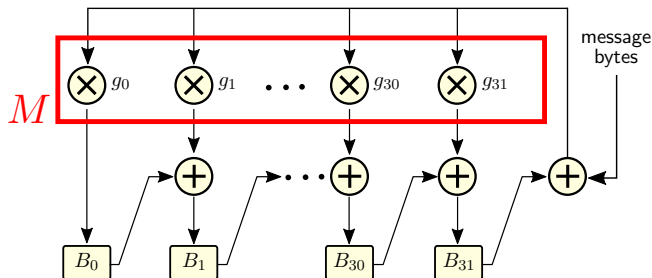 message
bytes
M
g₀
g₁
g₃₀
g₃₁
B₀
B₁
B₃₀
B₃₁